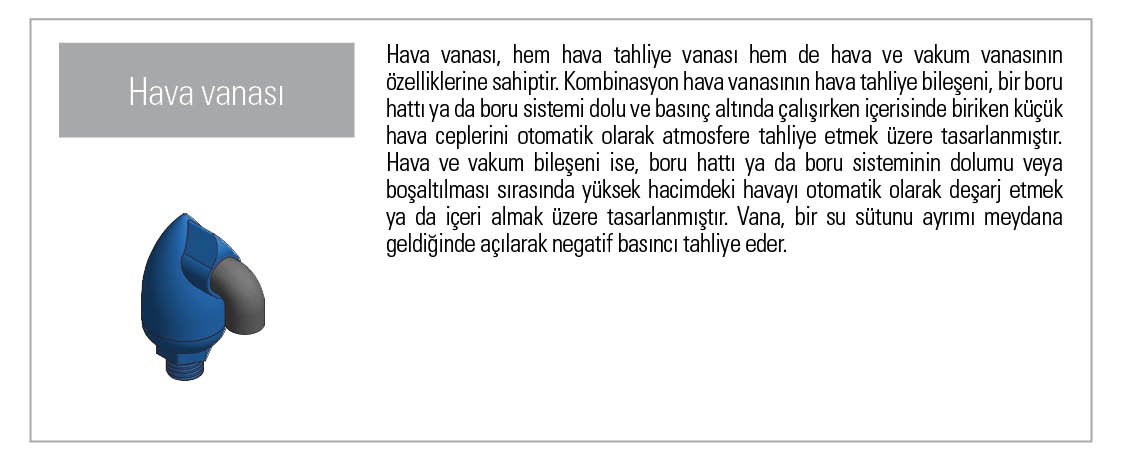 Hava vanası
Hava vanası, hem hava tahliye vanası hem de hava ve vakum vanasının
özelliklerine sahiptir. Kombinasyon hava vanasının hava tahliye bileşeni, bir boru
hattı ya da boru sistemi dolu ve basınç altında çalışırken içerisinde biriken küçük
hava ceplerini otomatik olarak atmosfere tahliye etmek üzere tasarlanmıştır.
Hava ve vakum bileşeni ise, boru hattı ya da boru sisteminin dolumu veya
boşaltılması sırasında yüksek hacimdeki havayı otomatik olarak deşarj etmek
ya da içeri almak üzere tasarlanmıştır. Vana, bir su sütunu ayrımı meydana
geldiğinde açılarak negatif basıncı tahliye eder.